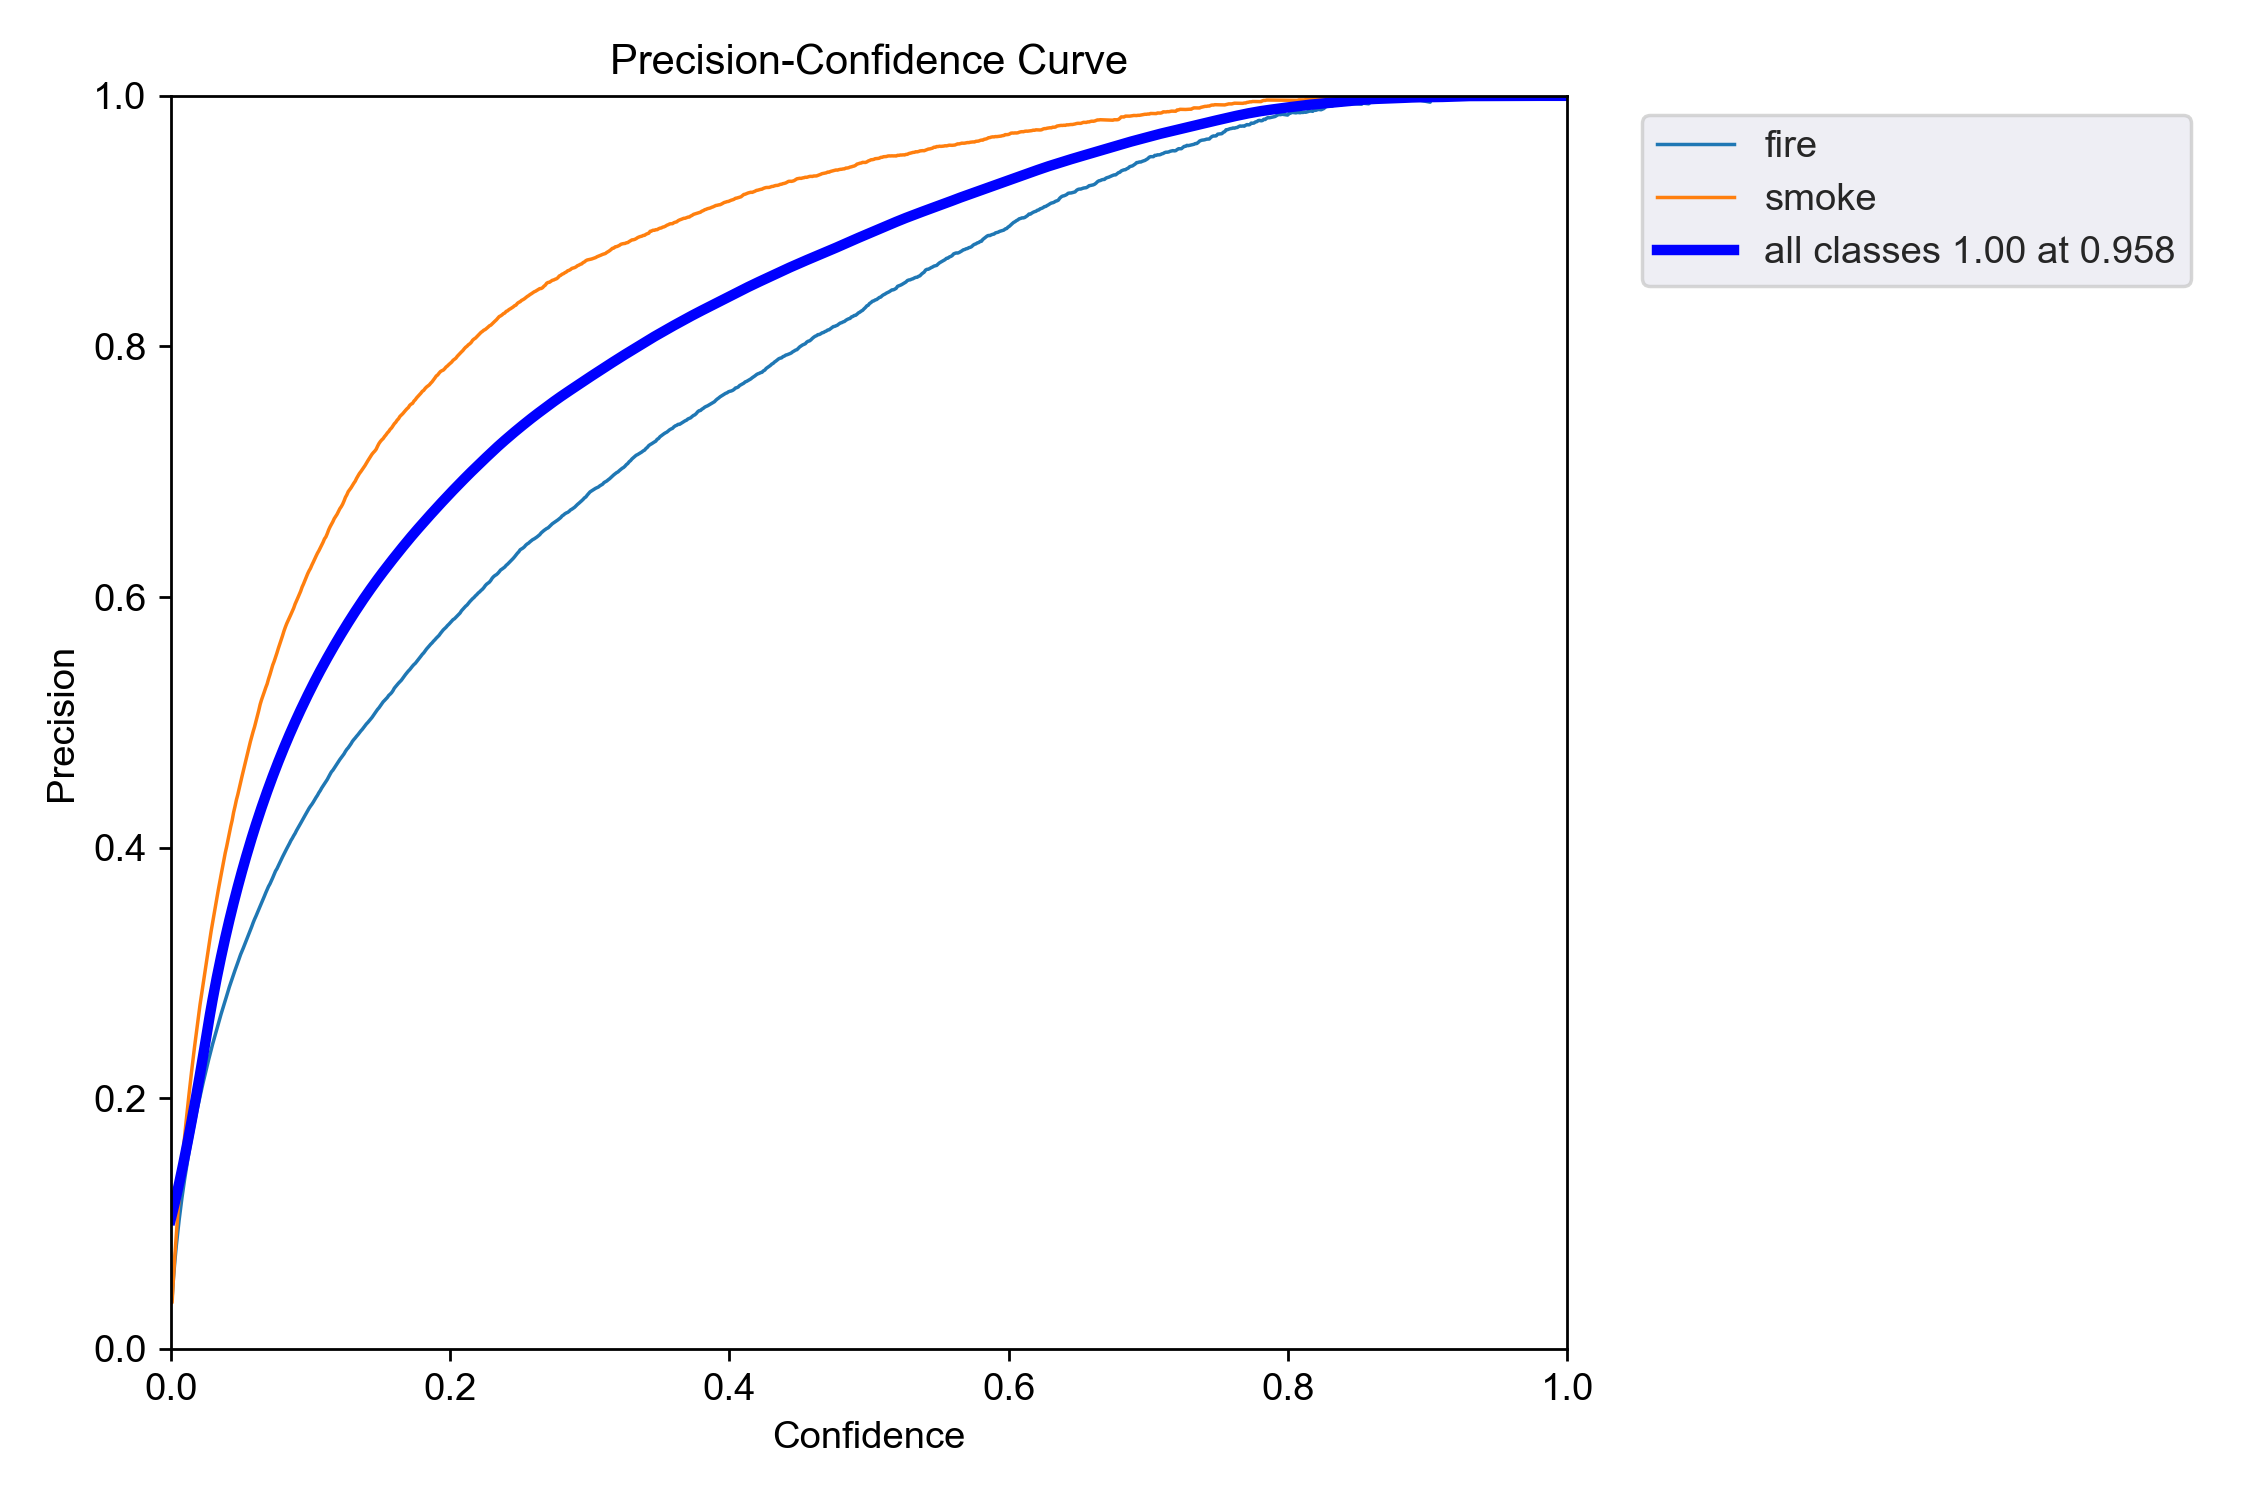 Precision-Confidence Curve
1.0
0.8
0.6
0.4
0.2
0.0
Precision
0.0 0.2 0.4 0.6 0.8 1.0
Confidence
fire
smoke
all classes 1.00 at 0.958